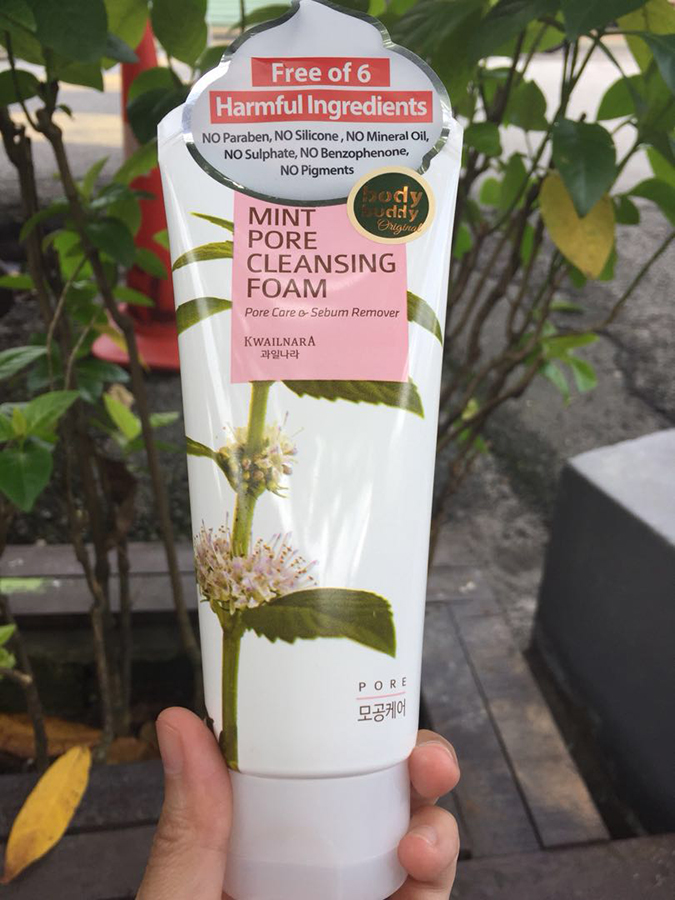 Free of 6
Harmful Ingredients
NO Paraben, NO Silicone , NO Mineral Oil,
NO Sulphate, NO Benzophenone,
NO Pigments
body
buddy
Original
MINT
PORE
CLEANSING
FOAM
Pore Care & Sebum Remover
KWAILNARA
과일나라
PORE
모공케어